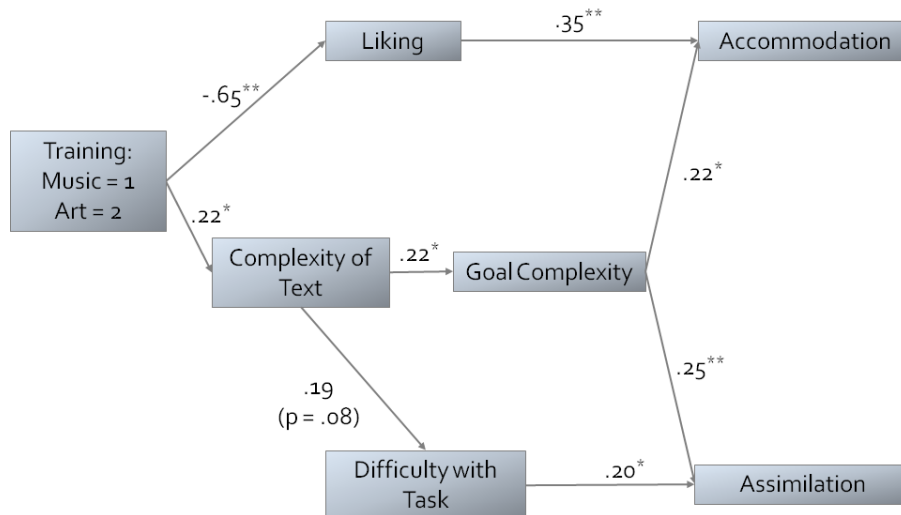 Liking
.35**
Accommodation
-.65**
Training:
Music = 1
Art = 2
.22*
.22*
Complexity of
Text
.22*
Goal Complexity
.25**
.19
(p = .08)
Difficulty with
Task
.20*
Assimilation